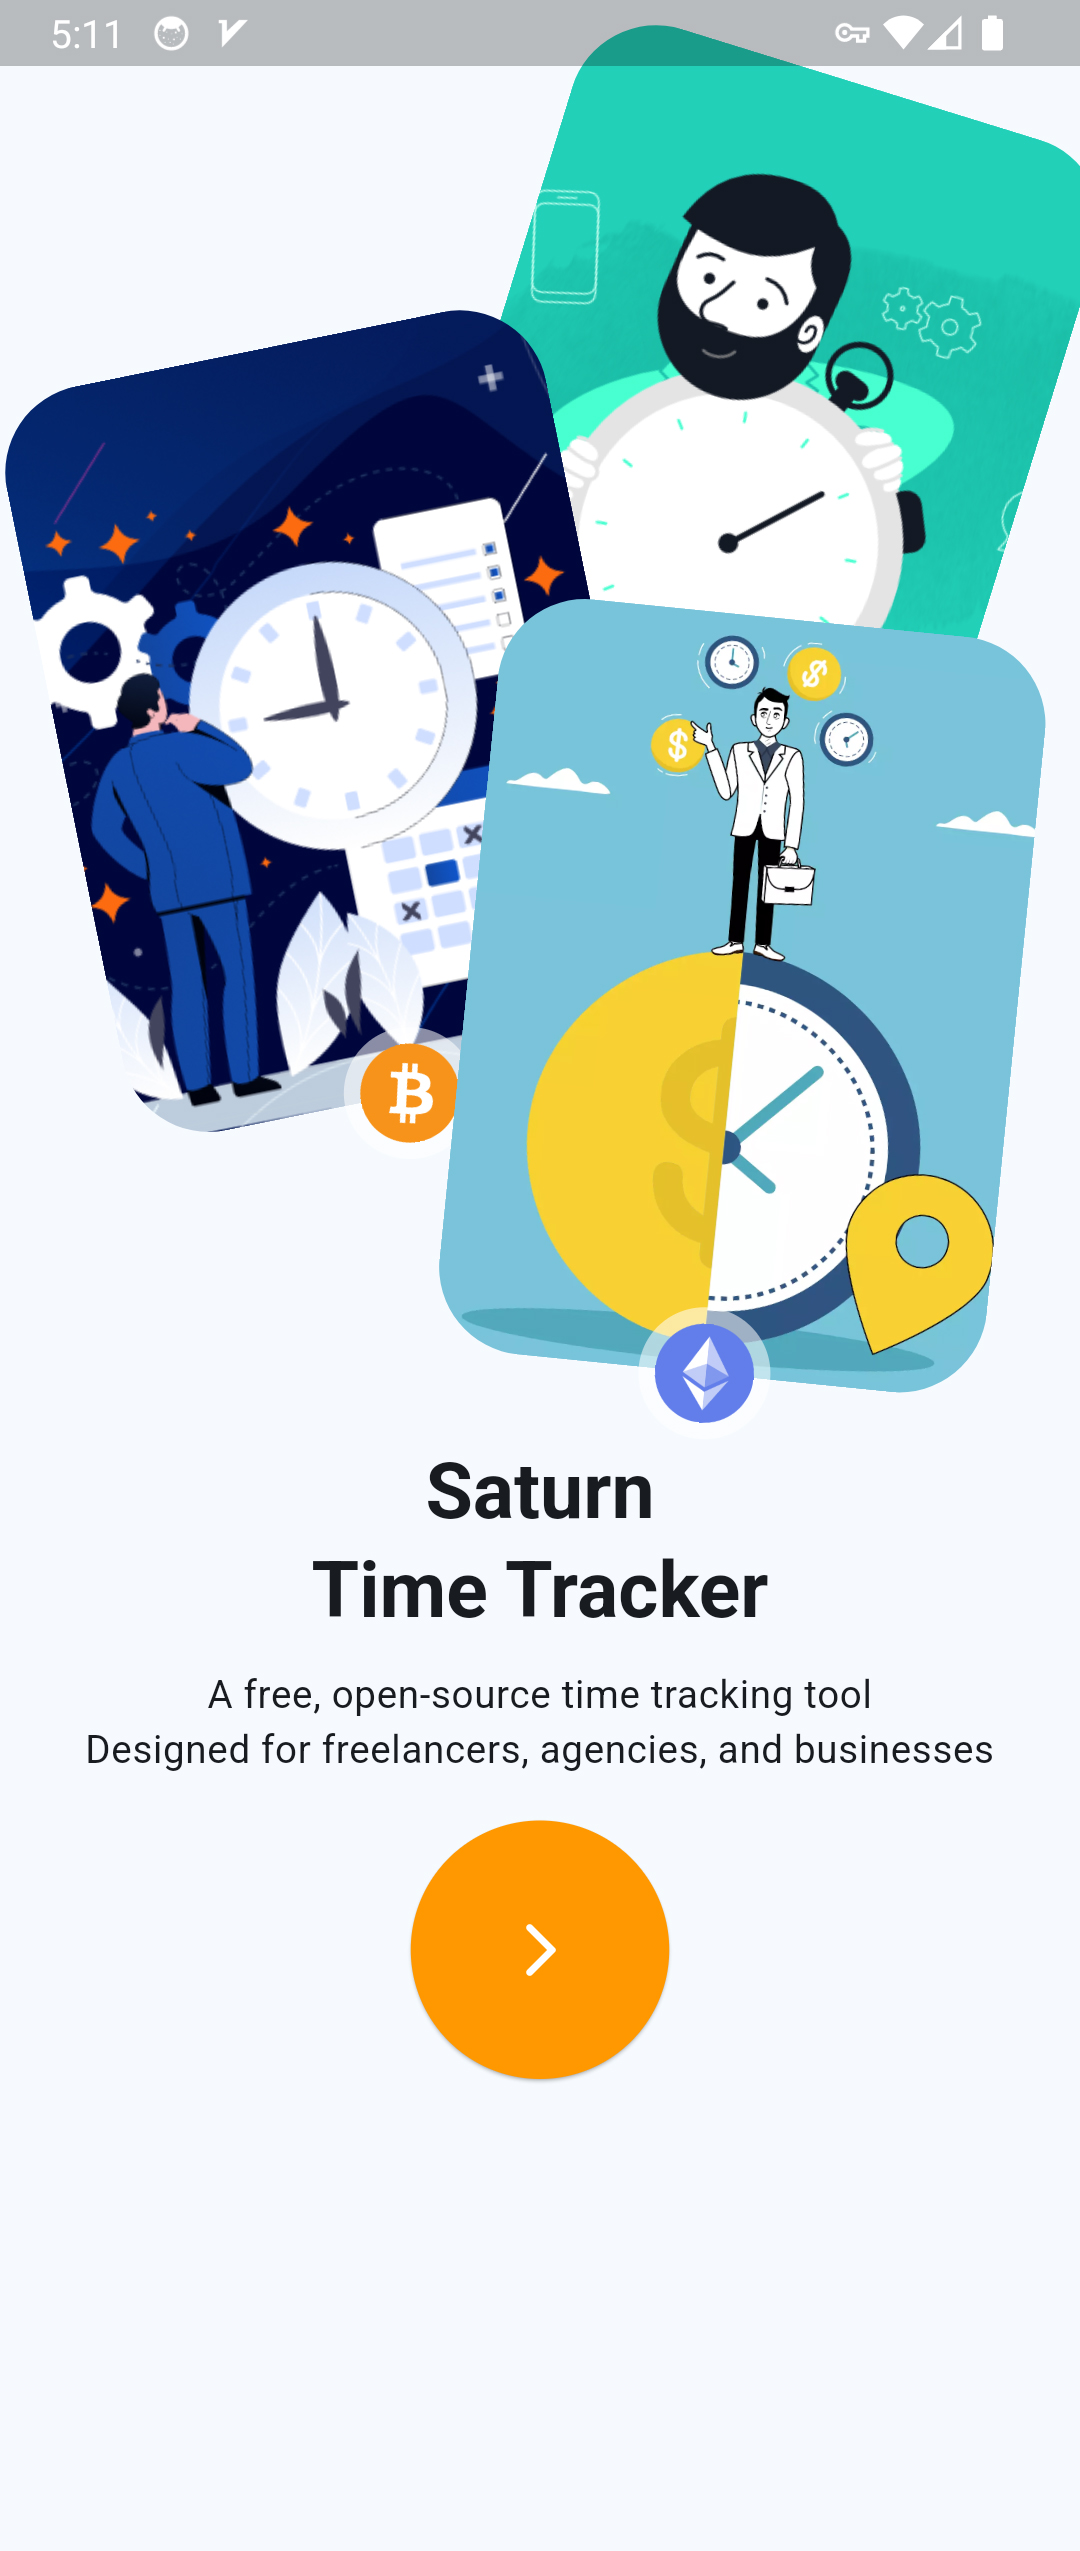 5:11
$
$
Saturn
Time Tracker
A free, open-source time tracking tool
Designed for freelancers, agencies, and businesses